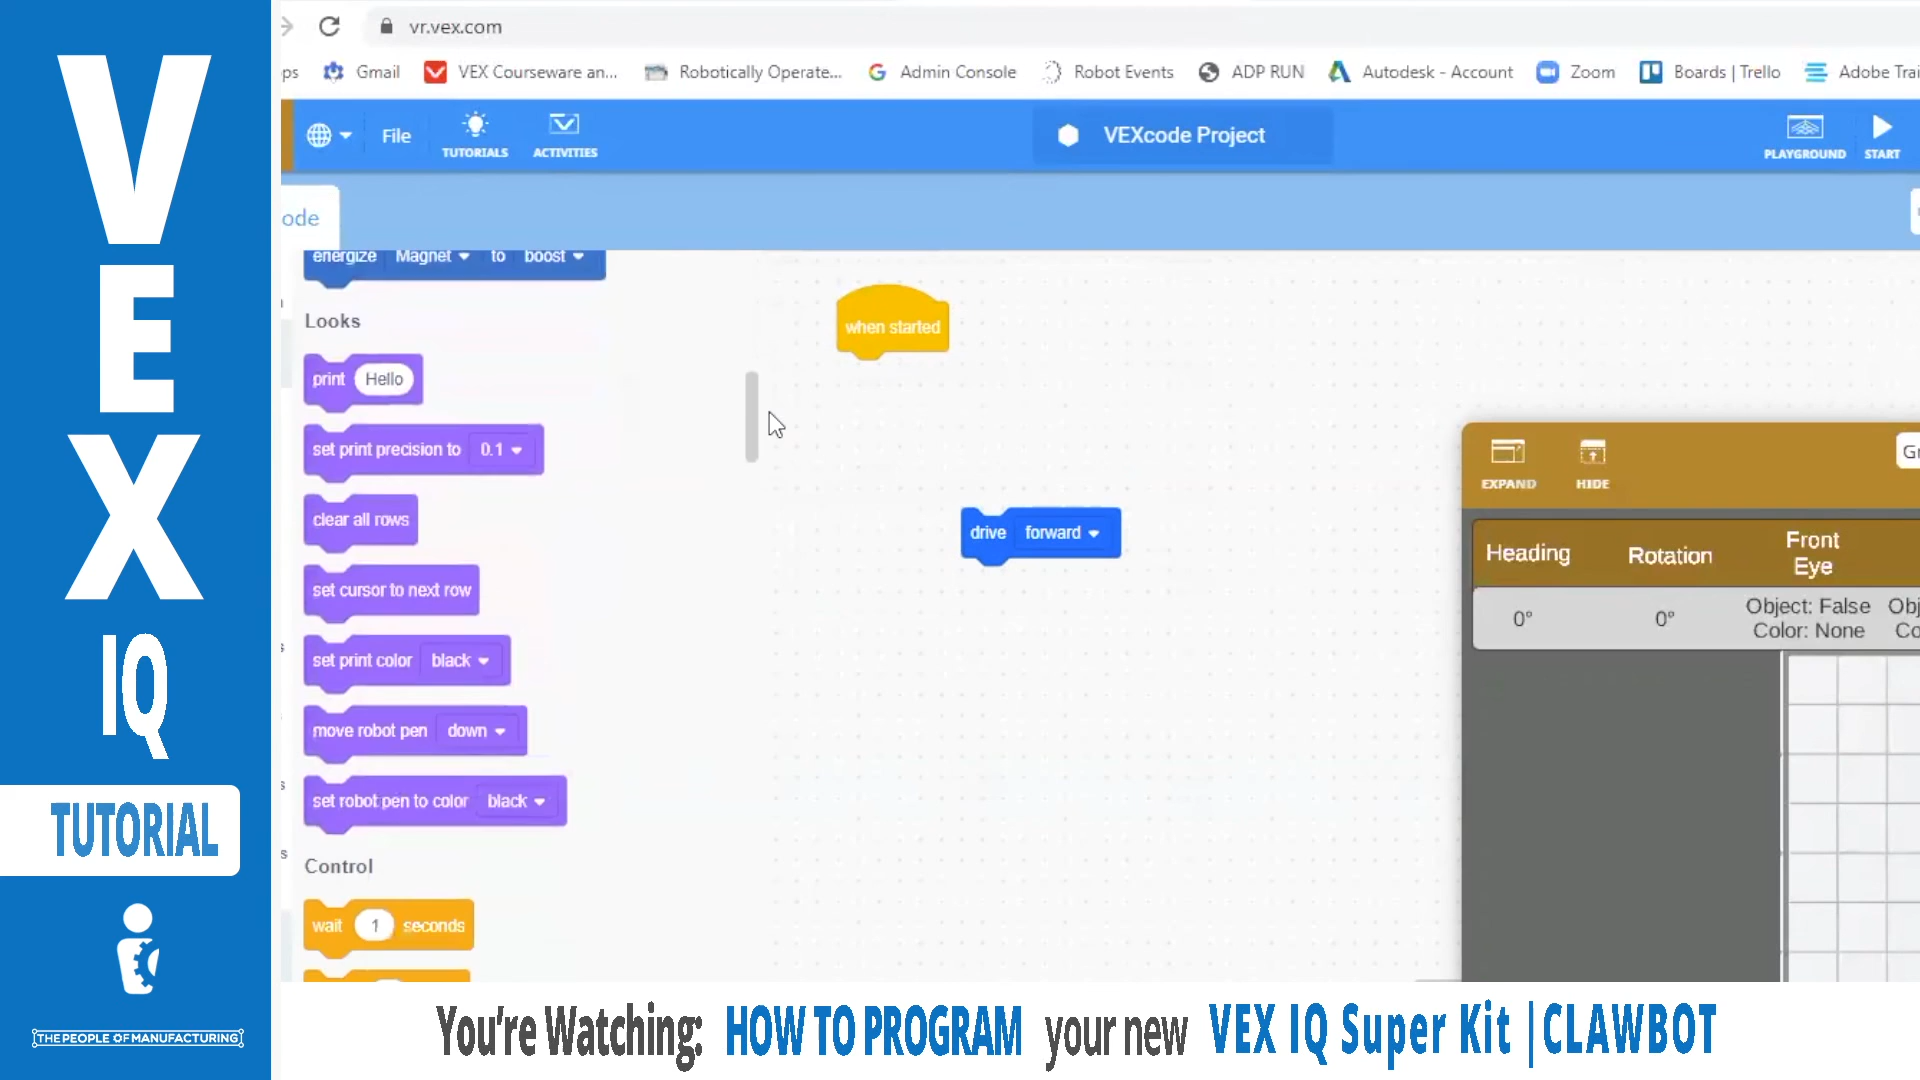 VEX
IQ
TUTORIAL
THE PEOPLE OF MANUFACTURING
vr.vex.com
ps Gmail VEX Courseware an... Robotically Operate... Admin Console Robot Events ADP RUN Autodesk - Account Zoom Boards | Trello Adobe Trai
File TUTORIALS ACTIVITIES VEXcode Project PLAYGROUND START
ode
energize Magnet to boost
Looks
print Hello
set print precision to 0.1
clear all rows
set cursor to next row
set print color black
move robot pen down
set robot pen to color black
Control
wait 1 seconds
when started
drive forward
EXPAND HIDE
Heading Rotation Front Eye
0° 0° Object: False Obj
Color: None Co
You're Watching: HOW TO PROGRAM your new VEX IQ Super Kit | CLAWBOT